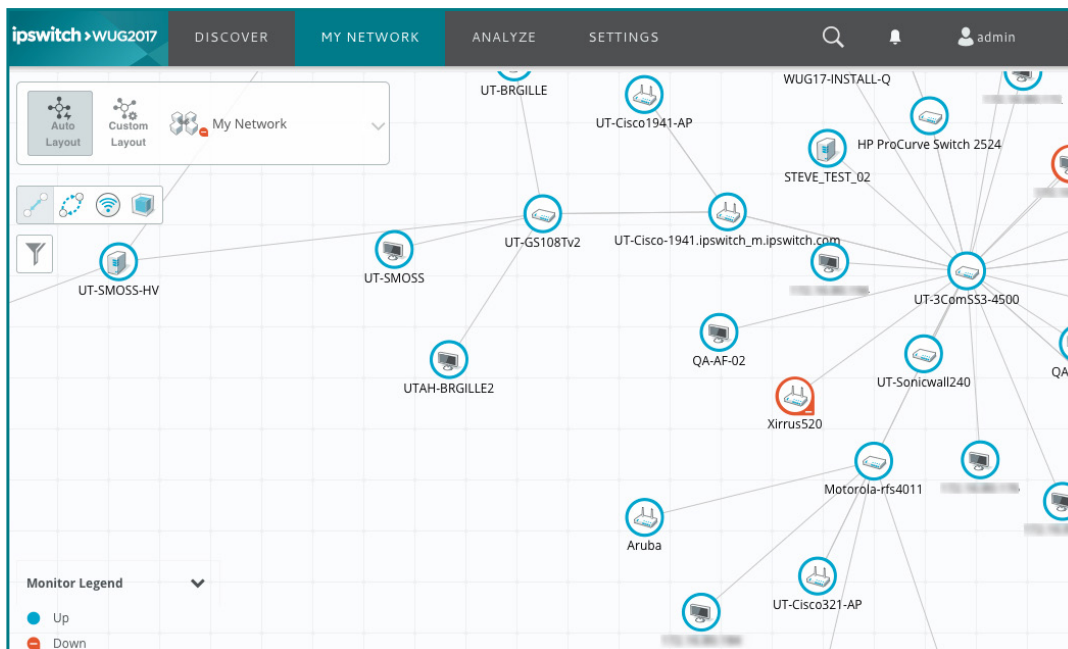 ipswitch > WUG2017
DISCOVER
MY NETWORK
ANALYZE
SETTINGS
admin
Auto
Layout
Custom
Layout
My Network
UT-BRGILLE
UT-Cisco1941-AP
WUG17-INSTALL-Q
HP ProCurve Switch 2524
STEVE_TEST_02
UT-GS108Tv2
UT-Cisco-1941.ipswitch_m.ipswitch.com
UT-SMOSS-HV
UT-SMOSS
UT-3ComSS3-4500
QA-AF-02
UTAH-BRGILLE2
UT-Sonicwall240
QA
Xirrus520
Motorola-rfs4011
Aruba
UT-Cisco321-AP
Monitor Legend
Up
Down